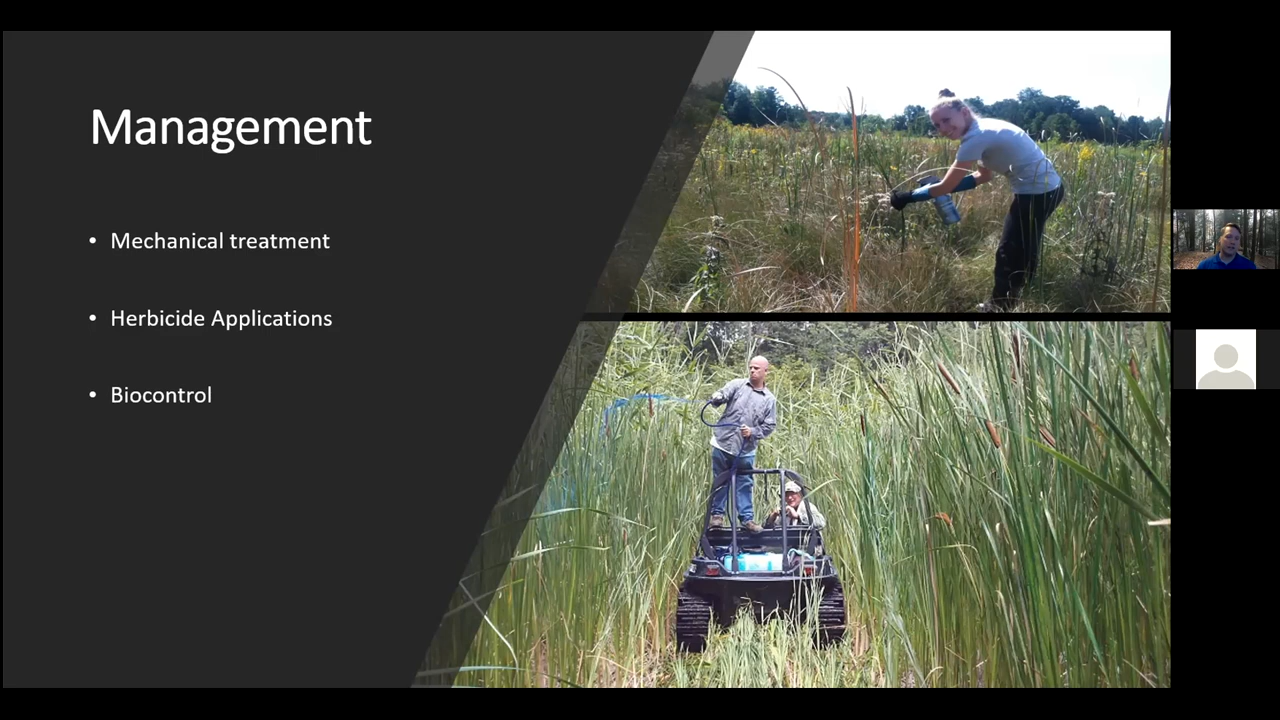 Management
• Mechanical treatment
• Herbicide Applications
• Biocontrol